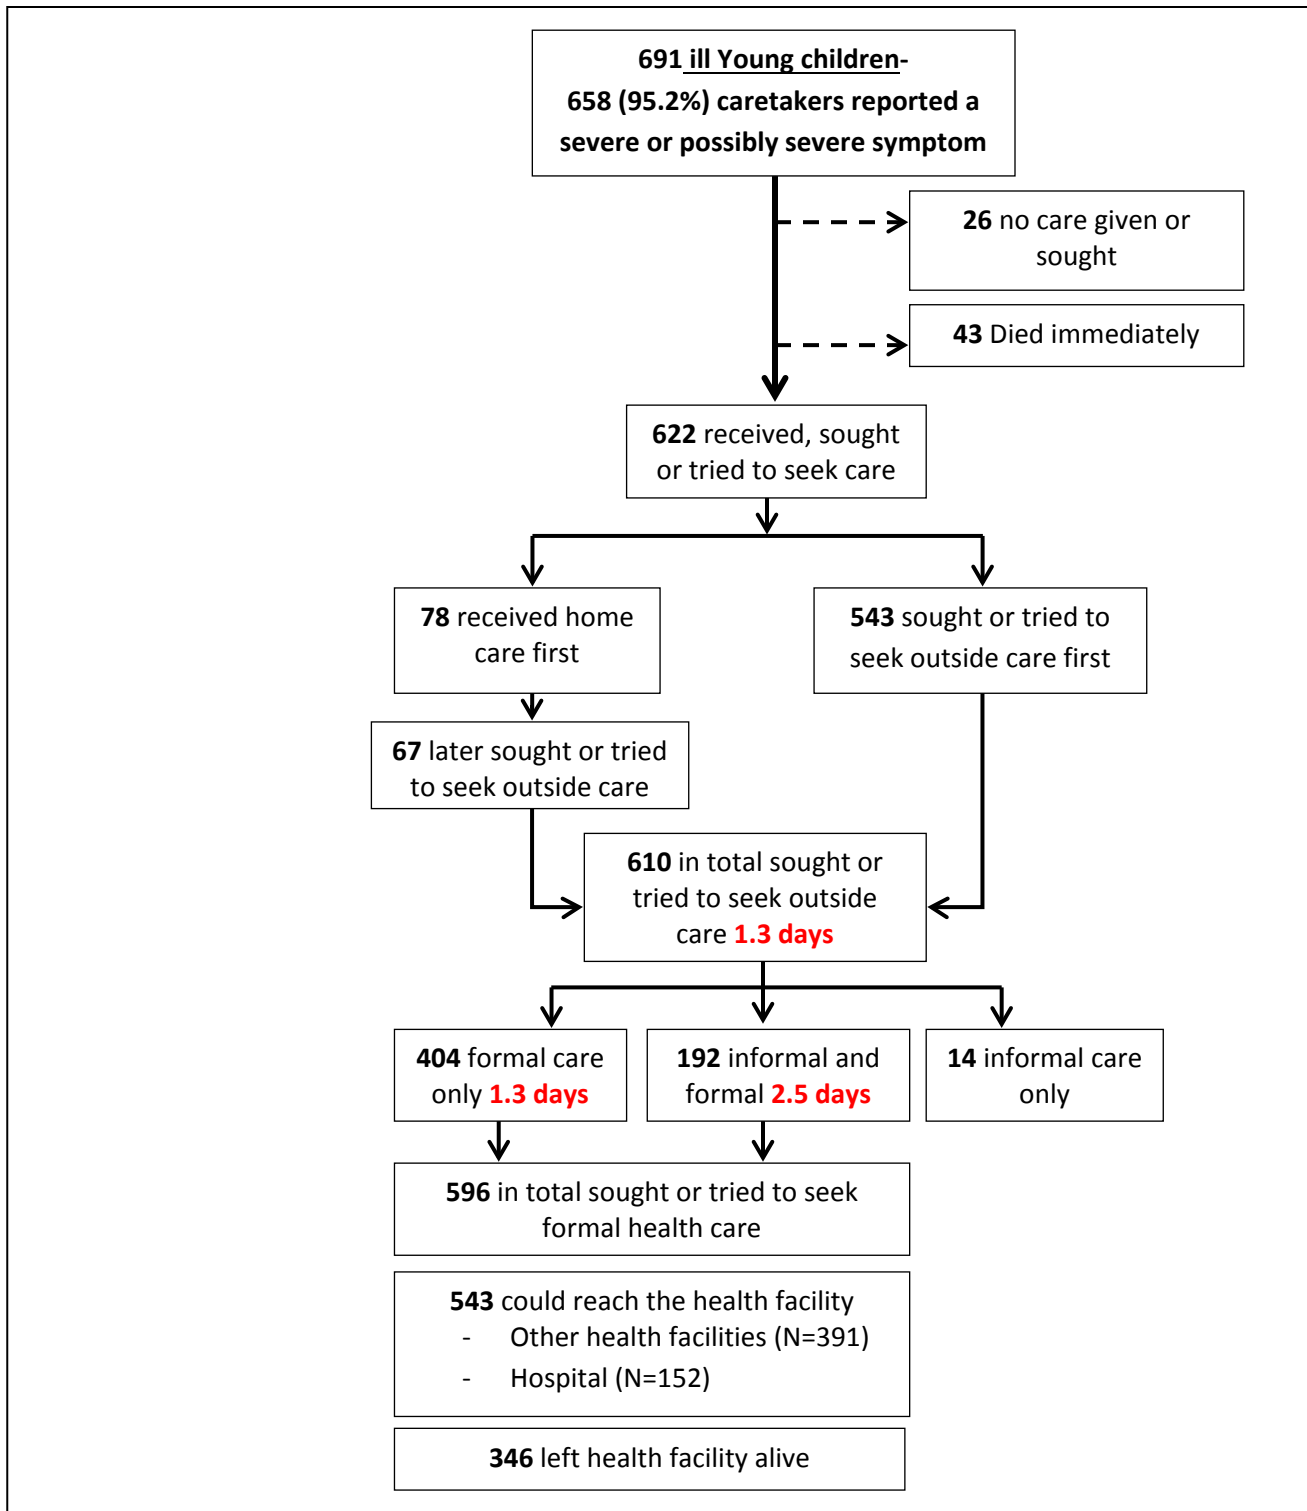 691 ill Young children-
658 (95.2%) caretakers reported a
severe or possibly severe symptom
26 no care given or
sought
43 Died immediately
622 received, sought
or tried to seek care
78 received home
care first
543 sought or tried to
seek outside care first
67 later sought or tried
to seek outside care
610 in total sought or
tried to seek outside
care 1.3 days
404 formal care
only 1.3 days
192 informal and
formal 2.5 days
14 informal care
only
596 in total sought or tried to seek
formal health care
543 could reach the health facility
- Other health facilities (N=391)
- Hospital (N=152)
346 left health facility alive